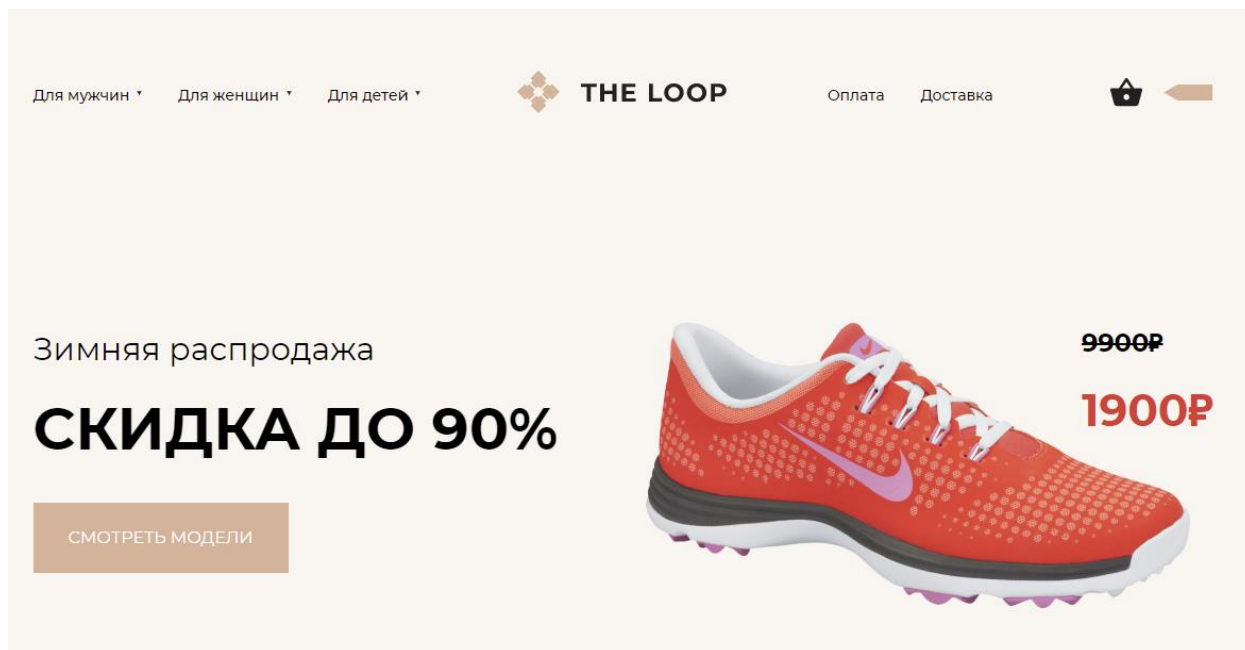 Для мужчин ▾ Для женщин ▾ Для детей ▾ THE LOOP Оплата Доставка
Зимняя распродажа
9900₽
СКИДКА ДО 90%
1900₽
СМОТРЕТЬ МОДЕЛИ